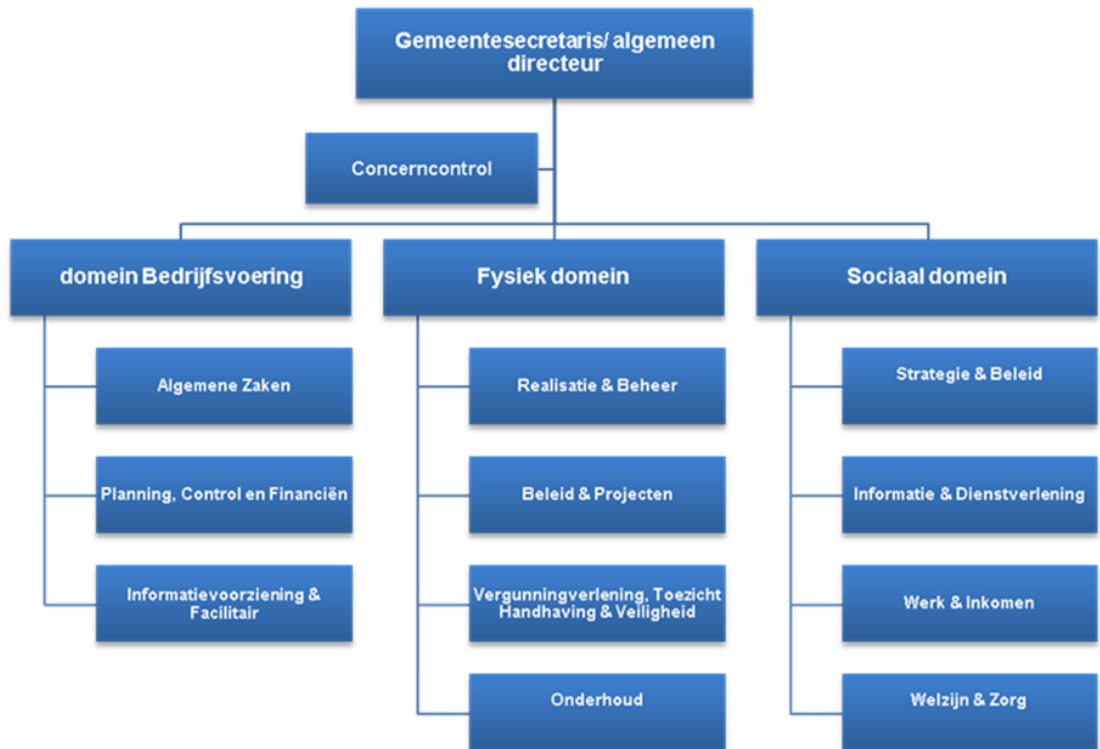 Gemeentesecretaris/ algemeen
directeur
Concerncontrol
domein Bedrijfsvoering
Algemene Zaken
Planning, Control en Financiën
Informatievoorziening &
Facilitair
Fysiek domein
Realisatie & Beheer
Beleid & Projecten
Vergunningverlening, Toezicht
Handhaving & Veiligheid
Onderhoud
Sociaal domein
Strategie & Beleid
Informatie & Dienstverlening
Werk & Inkomen
Welzijn & Zorg